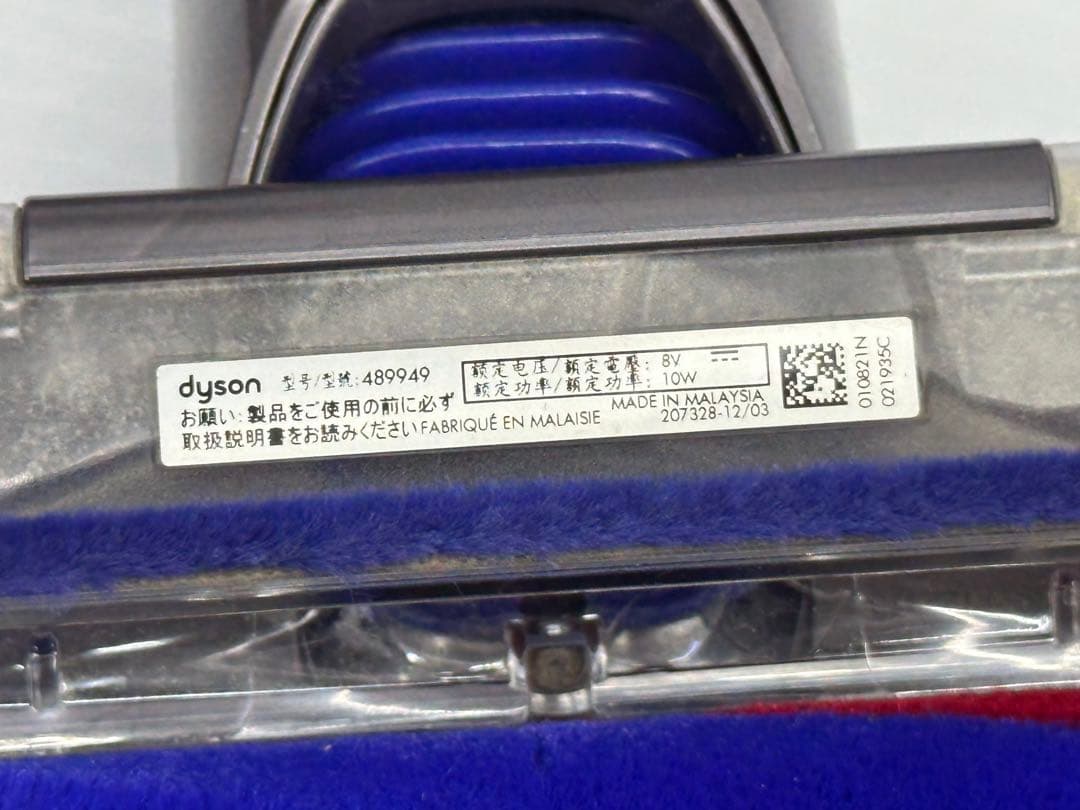 dyson 型号/型號:489949
额定电压/額定電壓: 8V ⎓
额定功率/額定功率: 10W
お願い:製品をご使用の前に必ず
取扱説明書をお読みください FABRIQUÉ EN MALAISIE
MADE IN MALAYSIA
207328-12/03
010821N
021935C